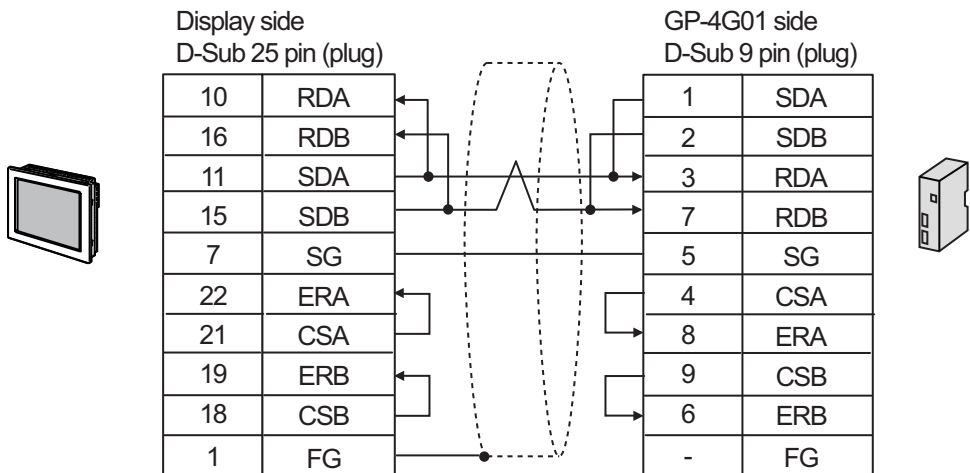 Display side
D-Sub 25 pin (plug)
GP-4G01 side
D-Sub 9 pin (plug)
10 RDA
1 SDA
16 RDB
2 SDB
11 SDA
3 RDA
15 SDB
7 RDB
7 SG
5 SG
22 ERA
4 CSA
21 CSA
8 ERA
19 ERB
9 CSB
18 CSB
6 ERB
1 FG
- FG